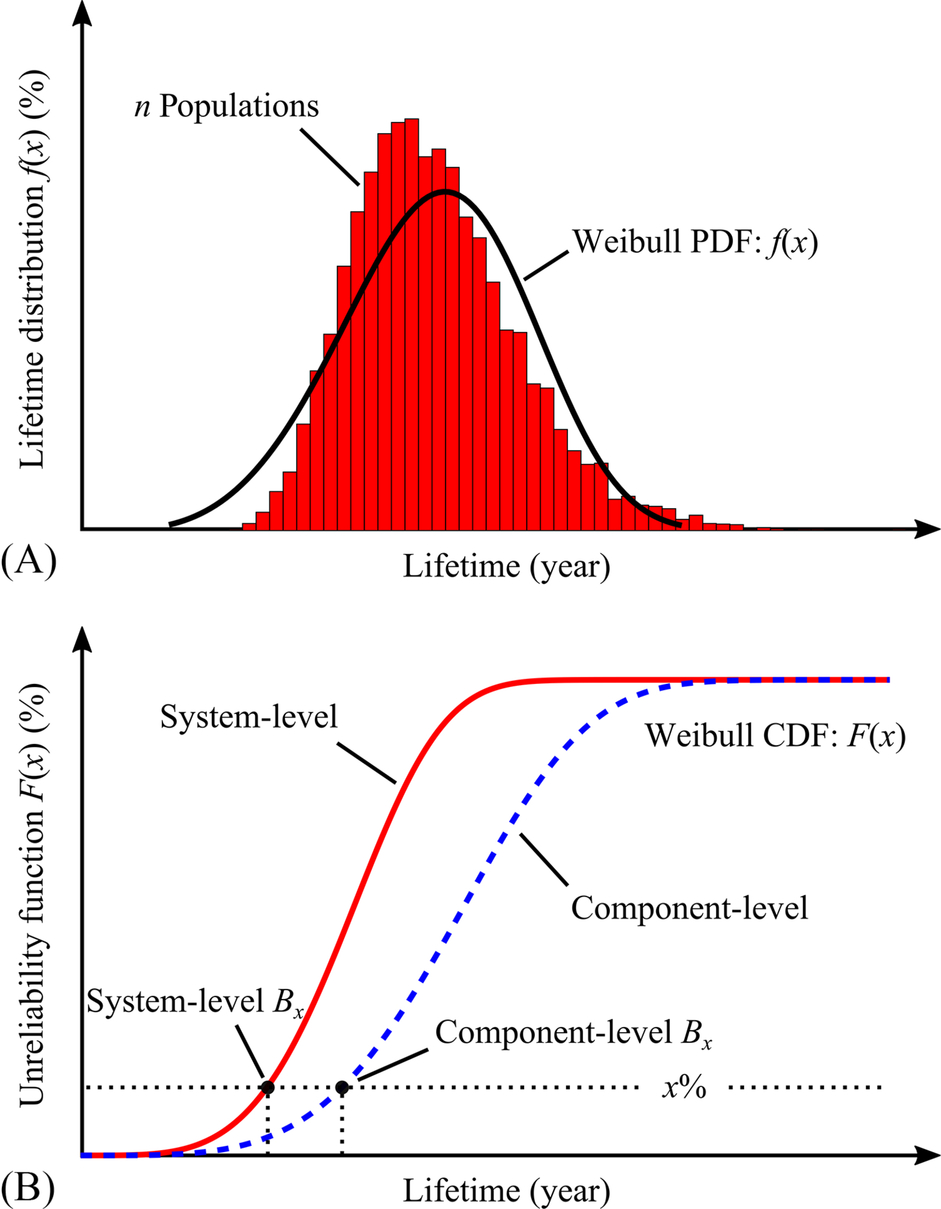 Lifetime distribution f(x) (%)
n Populations
Weibull PDF: f(x)
(A)
Lifetime (year)
Unreliability function F(x) (%)
System-level
Weibull CDF: F(x)
Component-level
System-level Bx
Component-level Bx
x%
(B)
Lifetime (year)